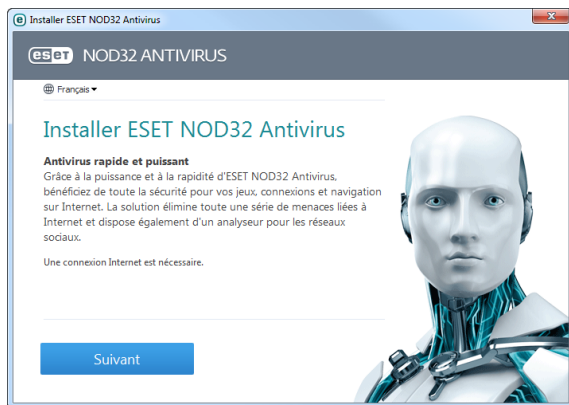 e Installer ESET NOD32 Antivirus
x
eseT NOD32 ANTIVIRUS
Français
Installer ESET NOD32 Antivirus
Antivirus rapide et puissant
Grâce à la puissance et à la rapidité d'ESET NOD32 Antivirus,
bénéficiez de toute la sécurité pour vos jeux, connexions et navigation
sur Internet. La solution élimine toute une série de menaces liées à
Internet et dispose également d'un analyseur pour les réseaux
sociaux.
Une connexion Internet est nécessaire.
Suivant